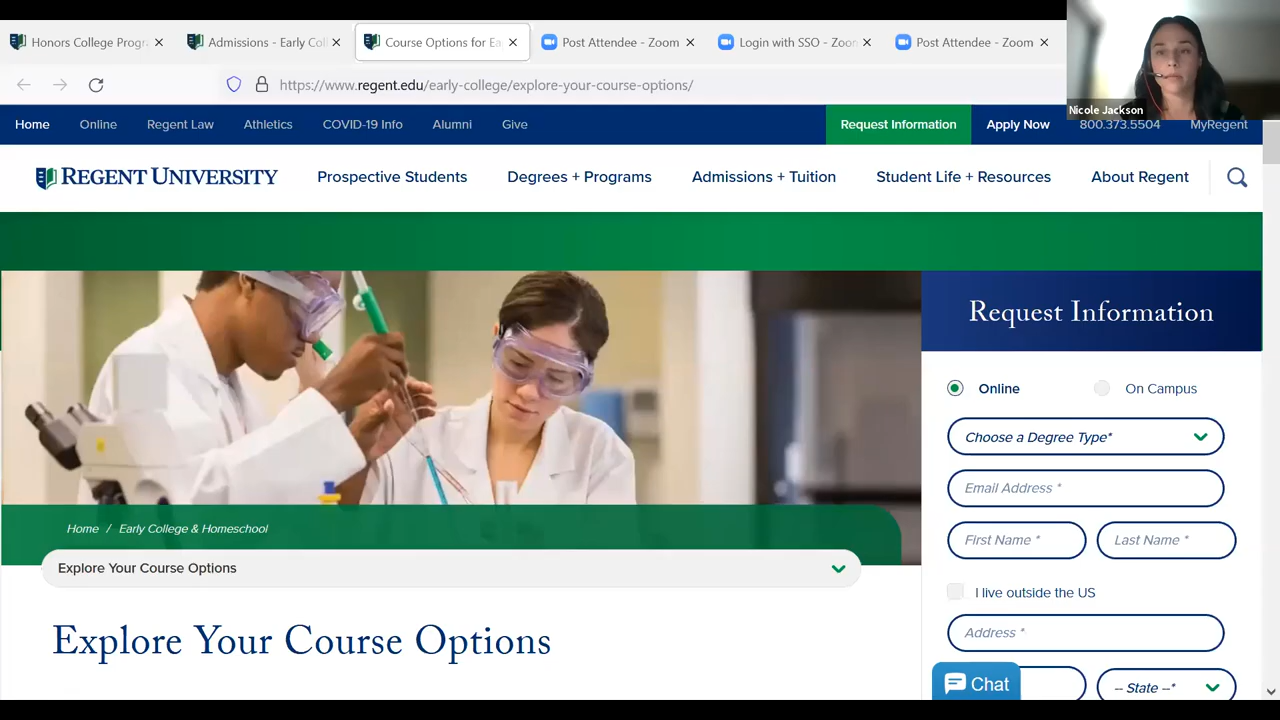 Honors College Progr
Admissions - Early Col
Course Options for Ea
Post Attendee - Zoom
Login with SSO - Zoo
Post Attendee - Zoom
Nicole Jackson
https://www.regent.edu/early-college/explore-your-course-options/
Home Online Regent Law Athletics COVID-19 Info Alumni Give Request Information Apply Now 800.373.5504 MyRegent
REGENT UNIVERSITY Prospective Students Degrees + Programs Admissions + Tuition Student Life + Resources About Regent
Request Information
Online On Campus
Choose a Degree Type*
Email Address *
First Name * Last Name *
I live outside the US
Address *
-- State --*
Chat
Home / Early College & Homeschool
Explore Your Course Options
Explore Your Course Options